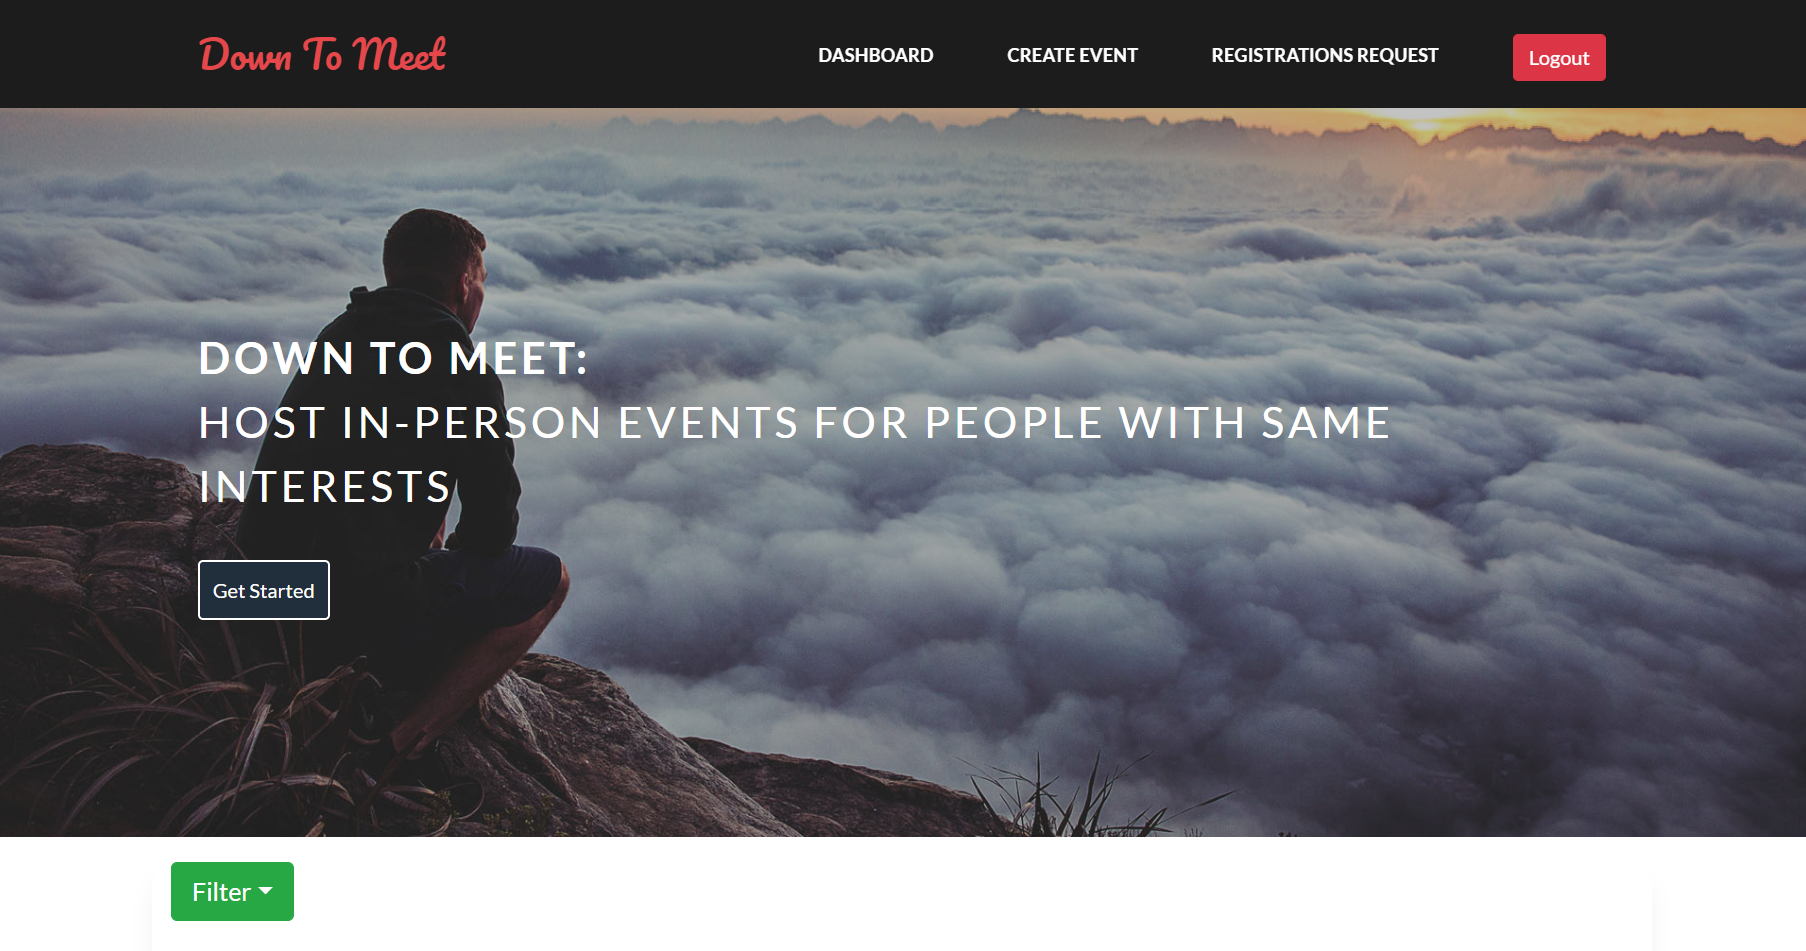 Down To Meet
DASHBOARD
CREATE EVENT
REGISTRATIONS REQUEST
Logout
DOWN TO MEET:
HOST IN-PERSON EVENTS FOR PEOPLE WITH SAME
INTERESTS
Get Started
Filter